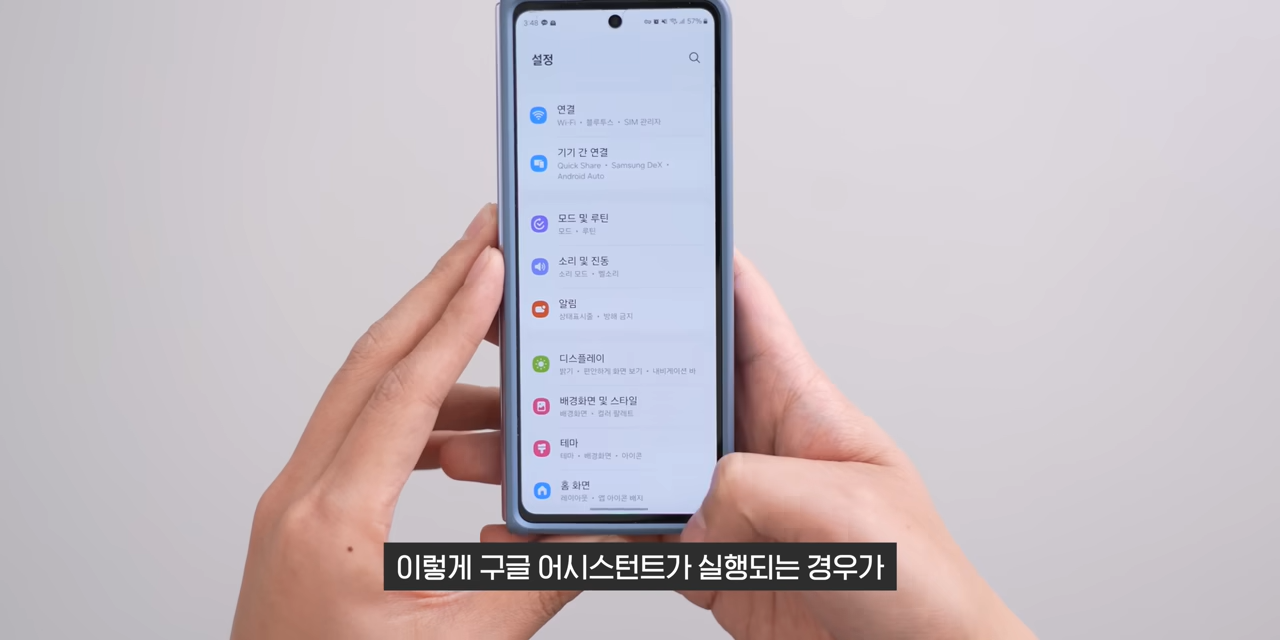 3:48
57%
설정
연결
Wi-Fi • 블루투스 • SIM 관리자
기기 간 연결
Quick Share • Samsung DeX •
Android Auto
모드 및 루틴
모드 • 루틴
소리 및 진동
소리 모드 • 벨소리
알림
상태표시줄 • 방해 금지
디스플레이
밝기 • 편안하게 화면 보기 • 내비게이션 바
배경화면 및 스타일
배경화면 • 컬러 팔레트
테마
테마 • 배경화면 • 아이콘
홈 화면
레이아웃 • 앱 아이콘 배지
이렇게 구글 어시스턴트가 실행되는 경우가